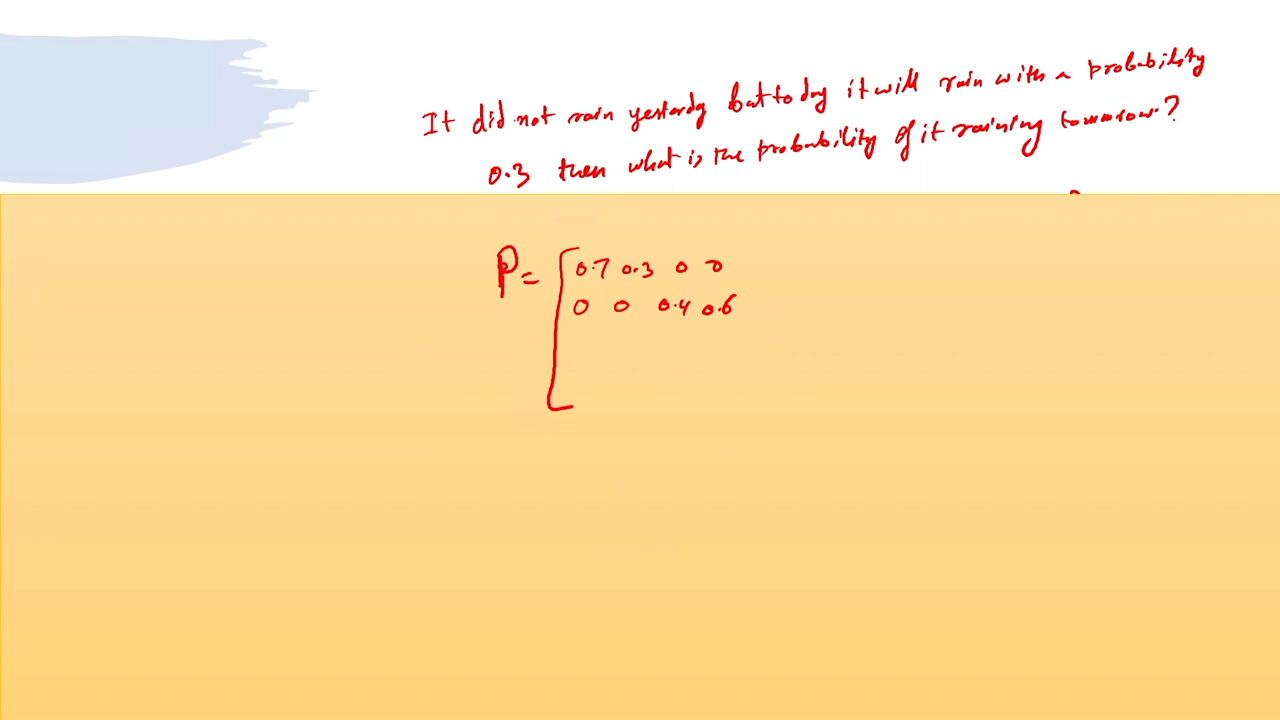 It did not rain yesterday but today it will rain with a probability
0.3 then what is the probability of it raining tomorrow?
P= [0.7 0.3 0 0
0 0 0.4 0.6